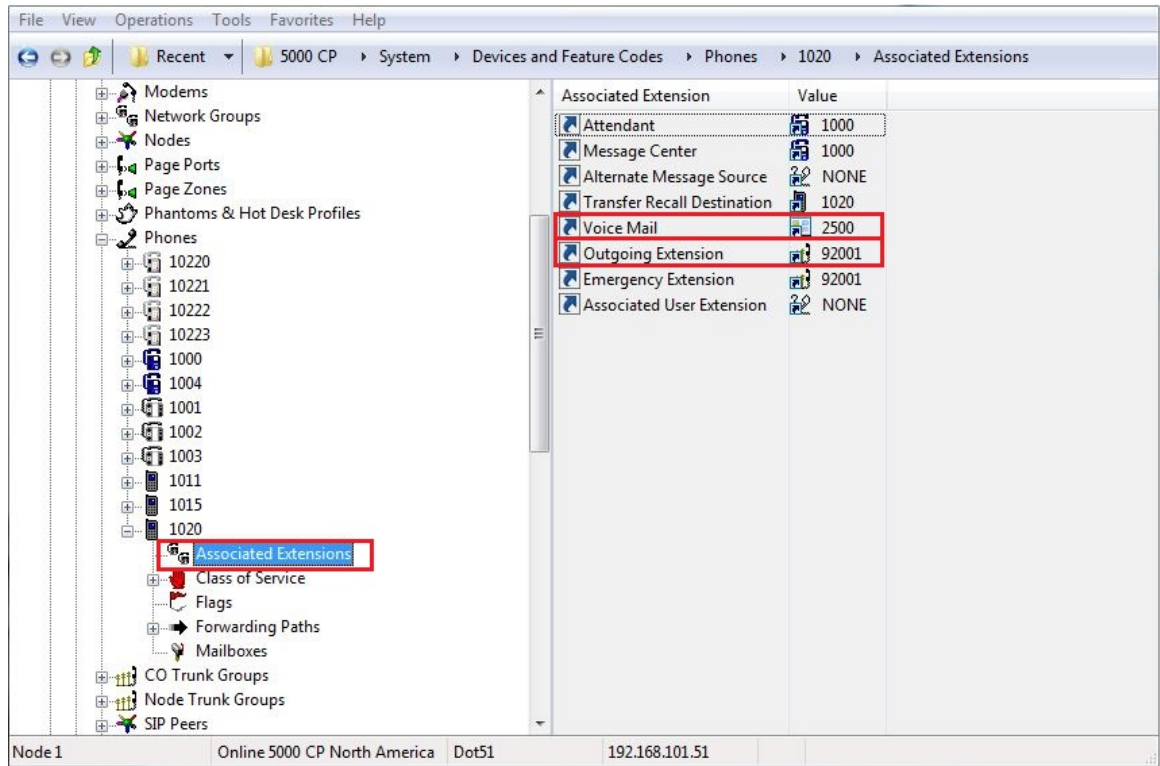 File View Operations Tools Favorites Help
Recent 5000 CP System Devices and Feature Codes Phones 1020 Associated Extensions
Modems
Network Groups
Nodes
Page Ports
Page Zones
Phantoms & Hot Desk Profiles
Phones
10220
10221
10222
10223
1000
1004
1001
1002
1003
1011
1015
1020
Associated Extensions
Class of Service
Flags
Forwarding Paths
Mailboxes
CO Trunk Groups
Node Trunk Groups
SIP Peers
Associated Extension Value
Attendant 1000
Message Center 1000
Alternate Message Source NONE
Transfer Recall Destination 1020
Voice Mail 2500
Outgoing Extension 92001
Emergency Extension 92001
Associated User Extension NONE
Node 1 Online 5000 CP North America Dot51 192.168.101.51